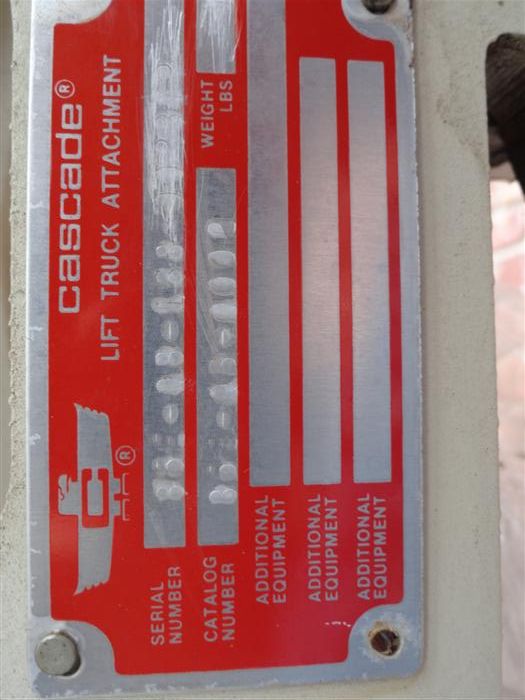 cascade®
LIFT TRUCK ATTACHMENT
®
SERIAL
NUMBER
CATALOG
NUMBER
WEIGHT
LBS
ADDITIONAL
EQUIPMENT
ADDITIONAL
EQUIPMENT
ADDITIONAL
EQUIPMENT